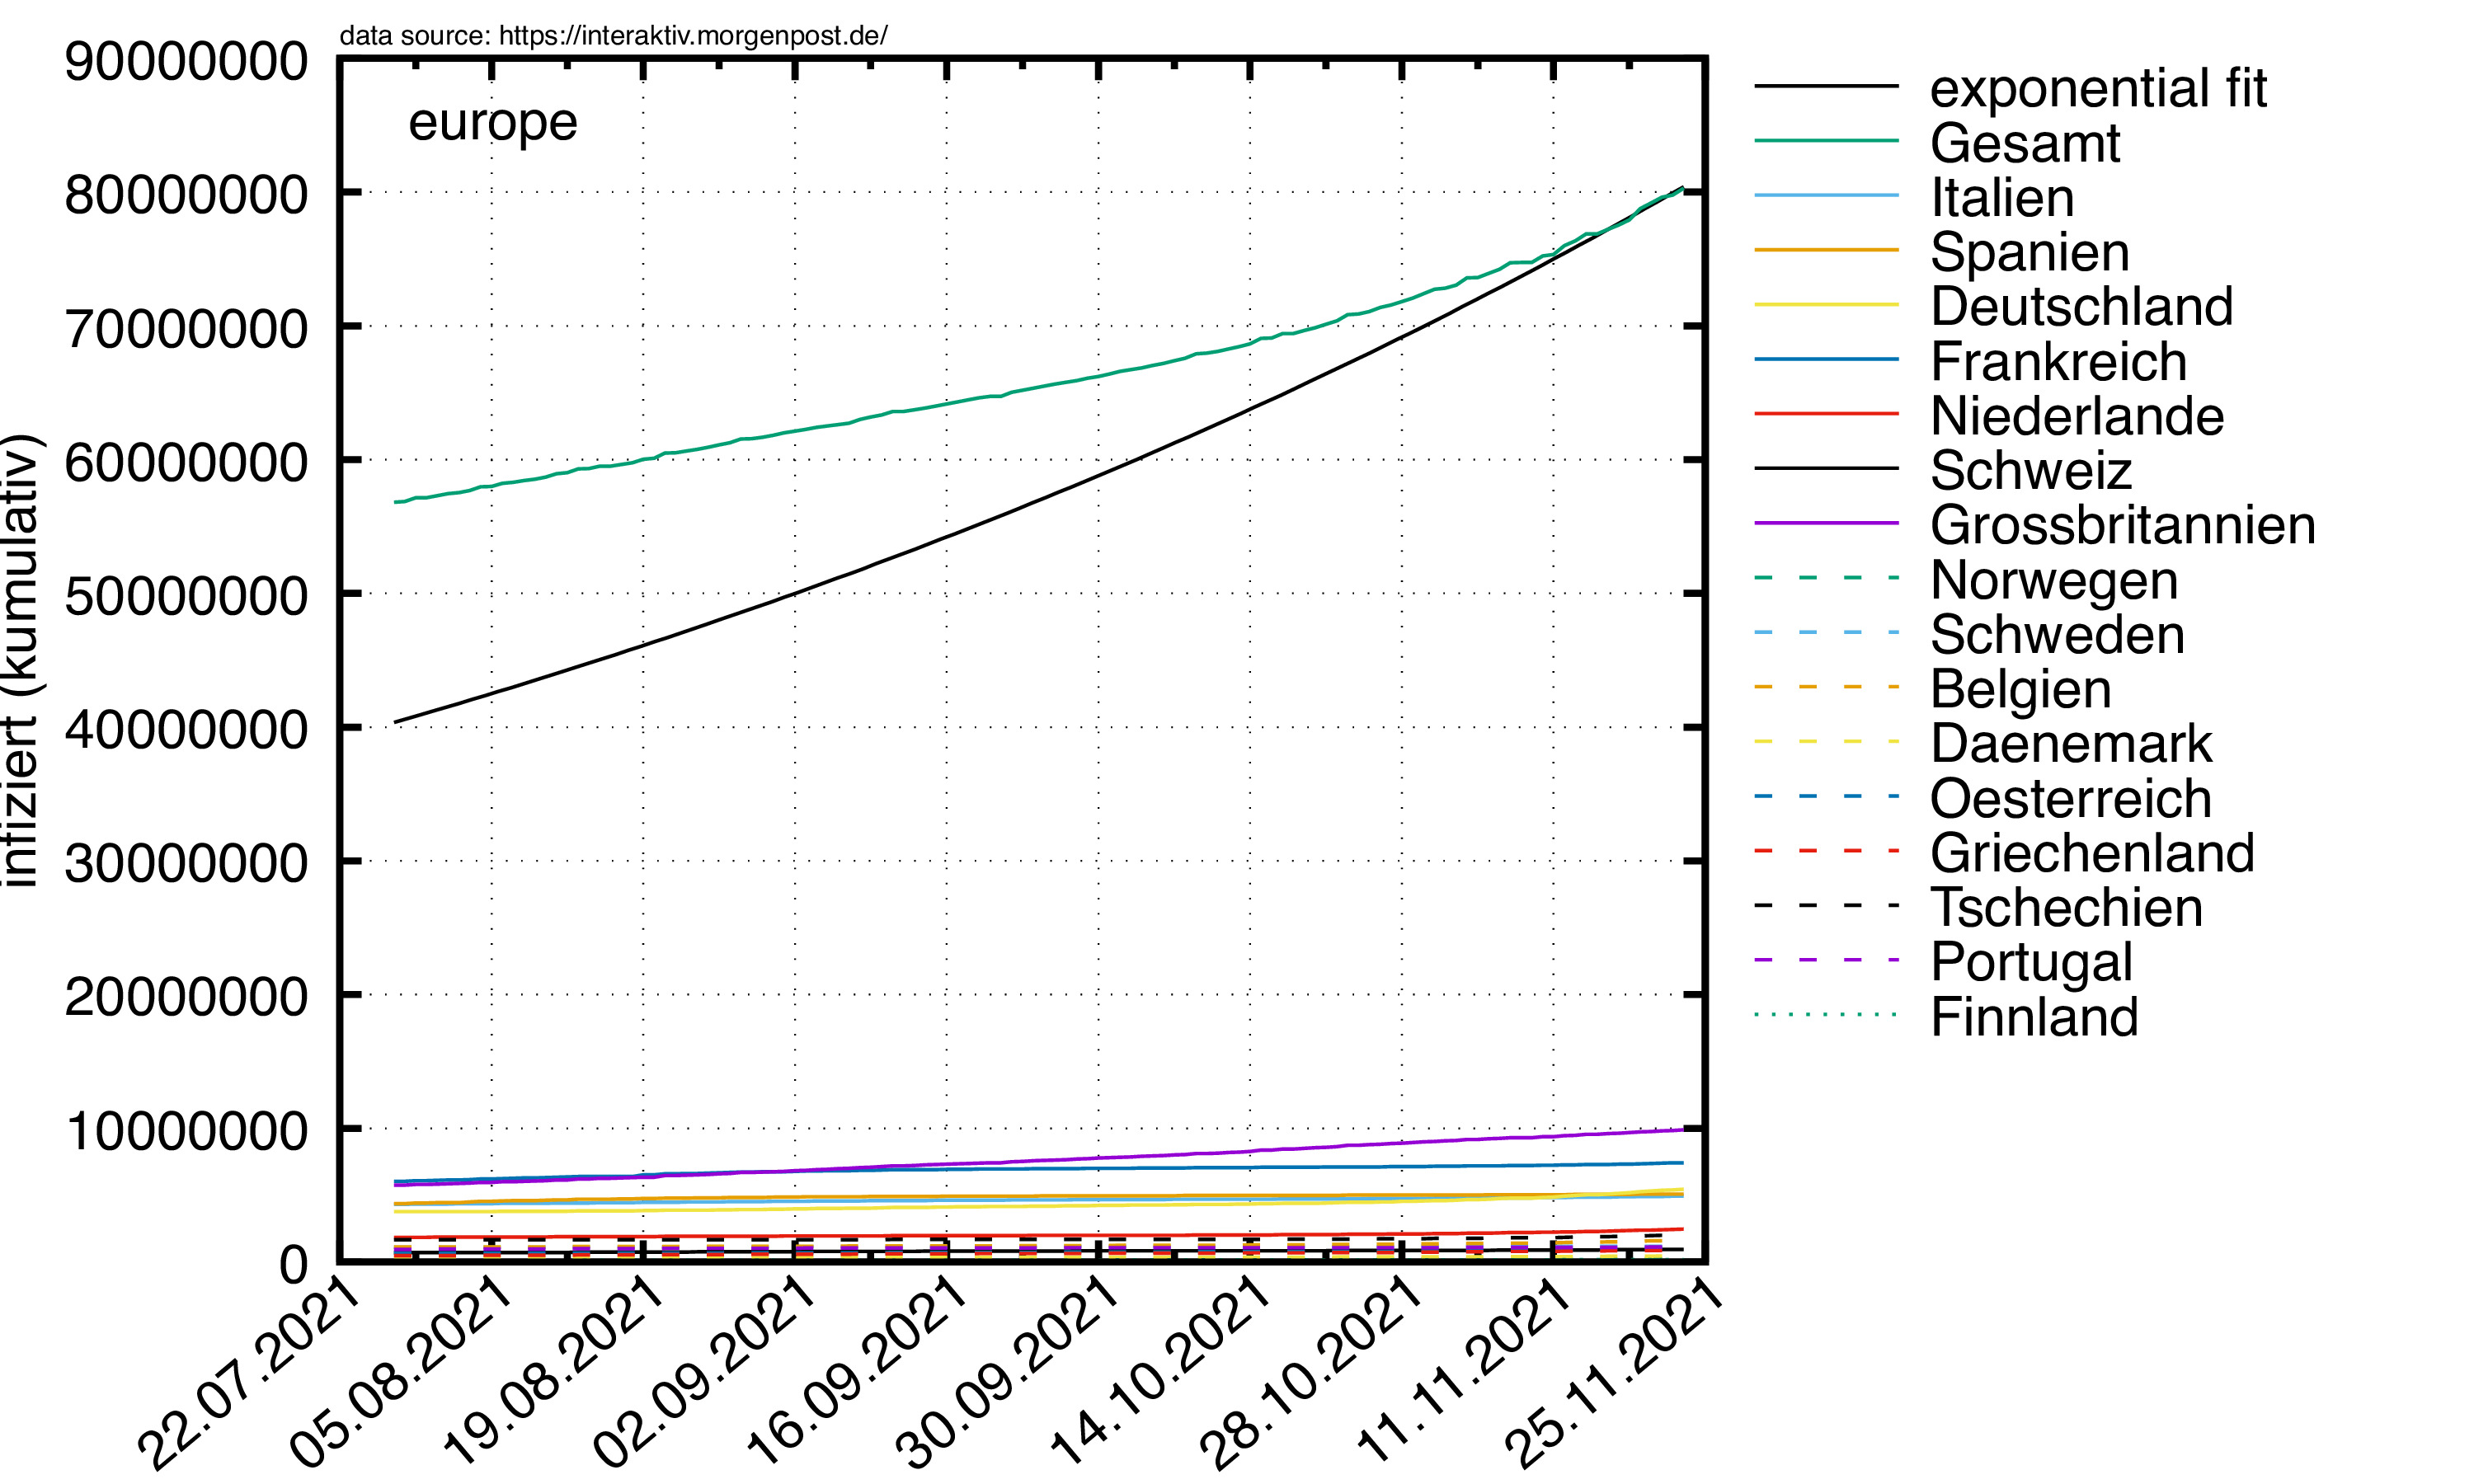 data source: https://interaktiv.morgenpost.de/
europe
infiziert (kumulativ)
90000000
80000000
70000000
60000000
50000000
40000000
30000000
20000000
10000000
0
22.07.2021
05.08.2021
19.08.2021
02.09.2021
16.09.2021
30.09.2021
14.10.2021
28.10.2021
11.11.2021
25.11.2021
exponential fit
Gesamt
Italien
Spanien
Deutschland
Frankreich
Niederlande
Schweiz
Grossbritannien
Norwegen
Schweden
Belgien
Daenemark
Oesterreich
Griechenland
Tschechien
Portugal
Finnland